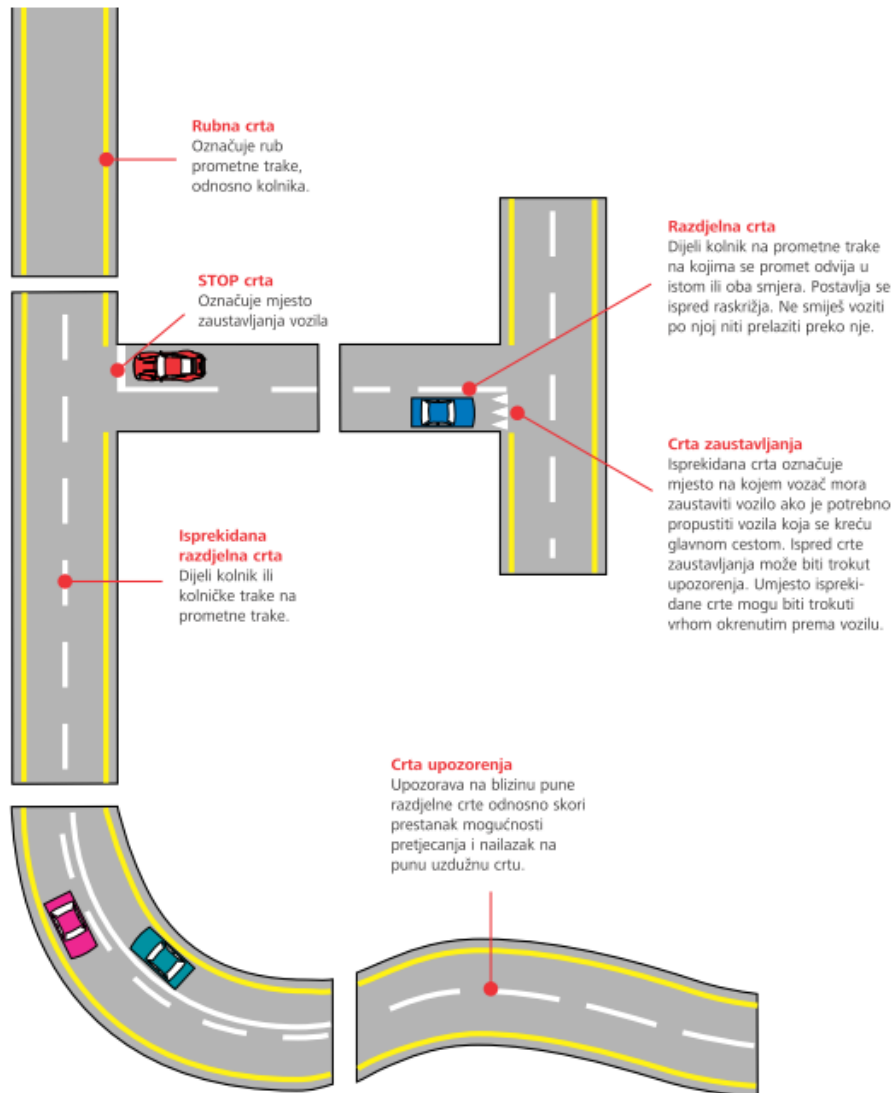 Rubna crta
Označuje rub
prometne trake,
odnosno kolnika.
STOP crta
Označuje mjesto
zaustavljanja vozila
Razdjelna crta
Dijeli kolnik na prometne trake
na kojima se promet odvija u
istom ili oba smjera. Postavlja se
ispred raskrižja. Ne smiješ voziti
po njoj niti prelaziti preko nje.
Crta zaustavljanja
Isprekidana crta označuje
mjesto na kojem vozač mora
zaustaviti vozilo ako je potrebno
propustiti vozila koja se kreću
glavnom cestom. Ispred crte
zaustavljanja može biti trokut
upozorenja. Umjesto ispreki-
dane crte mogu biti trokuti
vrhom okrenutim prema vozilu.
Isprekidana
razdjelna crta
Dijeli kolnik ili
kolničke trake na
prometne trake.
Crta upozorenja
Upozorava na blizinu pune
razdjelne crte odnosno skori
prestanak mogućnosti
pretjecanja i nailazak na
punu uzdužnu crtu.